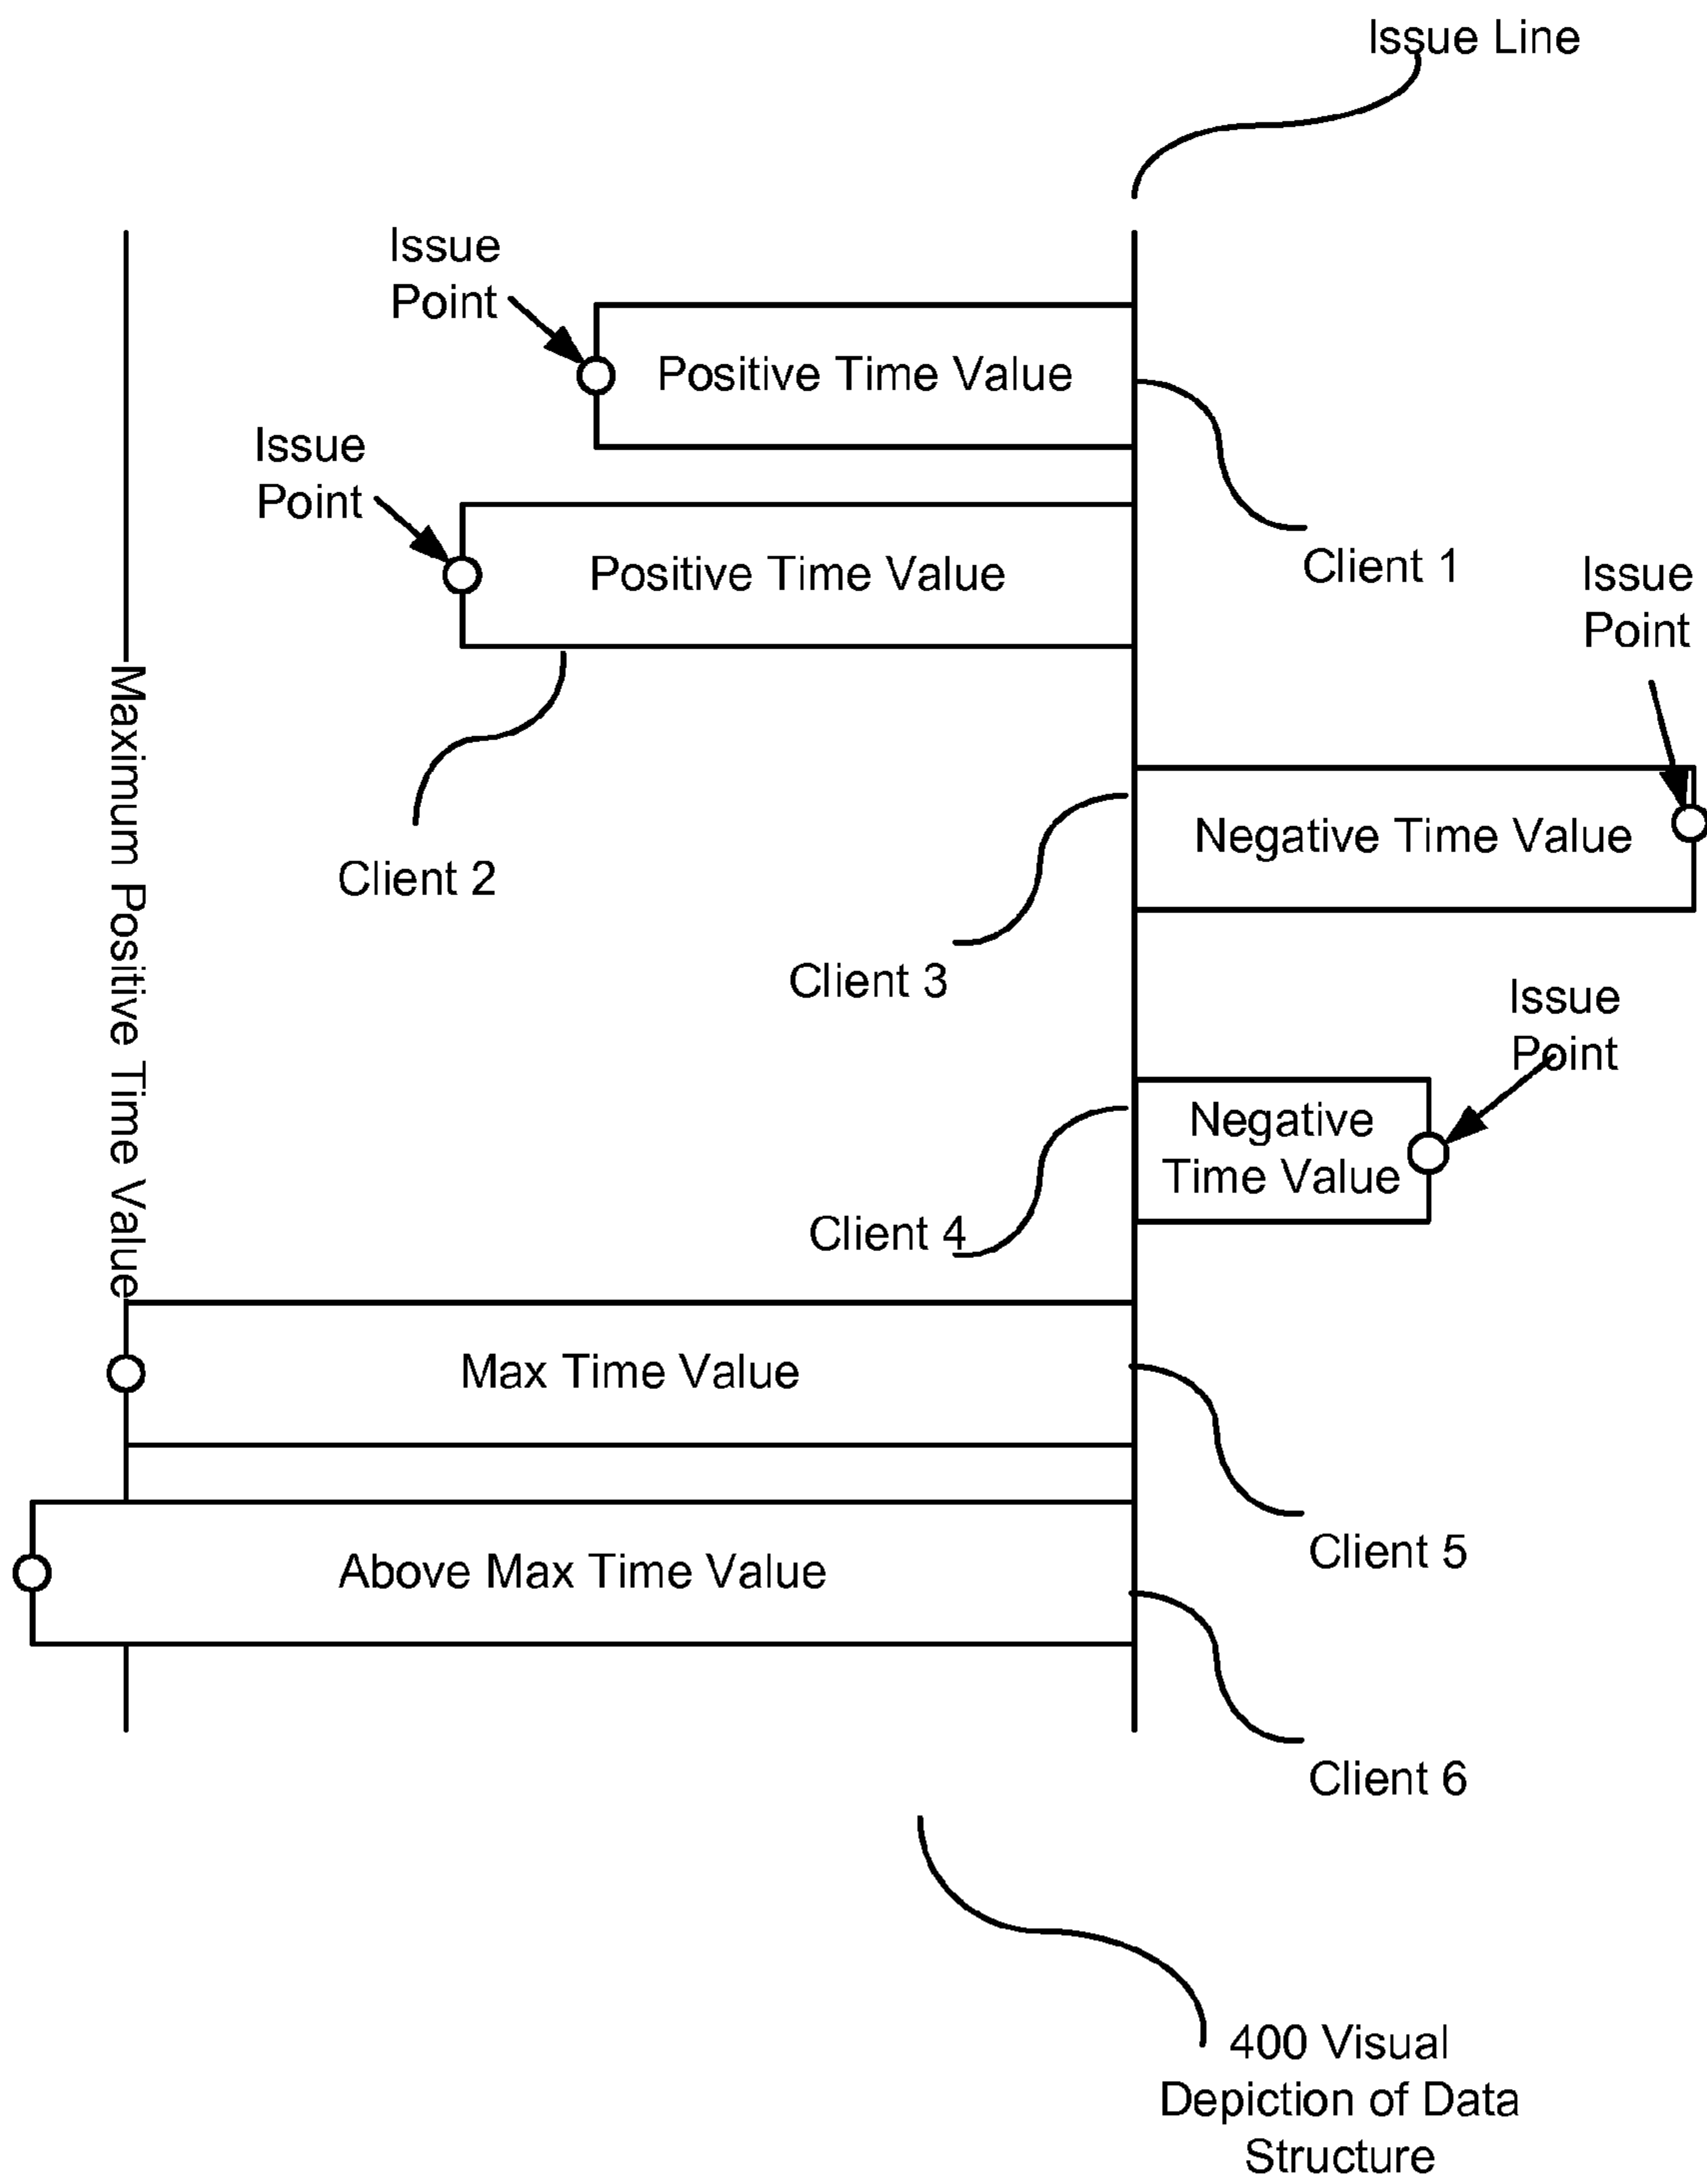 Issue Line
Issue
Point
Positive Time Value
Issue
Point
Positive Time Value
Client 1
Issue
Point
Maximum Positive Time Value
Negative Time Value
Client 2
Client 3
Issue
Point
Negative
Time Value
Client 4
Max Time Value
Client 5
Above Max Time Value
Client 6
400 Visual
Depiction of Data
Structure